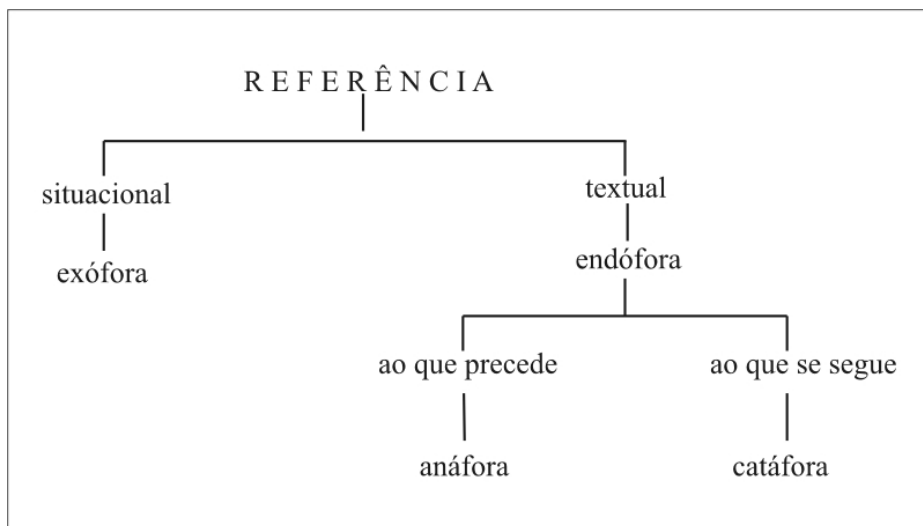 REFERÊNCIA
situacional
textual
exófora
endófora
ao que precede
ao que se segue
anáfora
catáfora